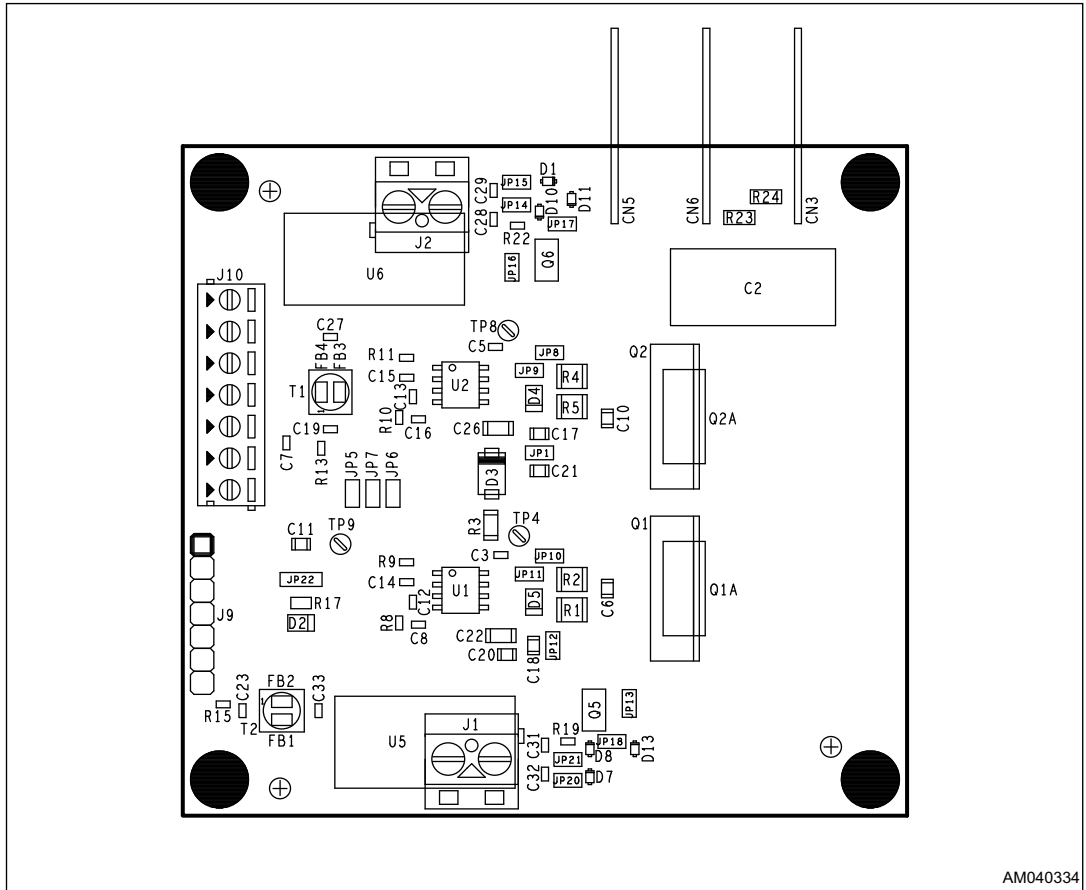 D1
JP15
C29
D11
D10
JP14
R24
C28
R23
JP17
CN5
CN6
CN3
R22
J2
Q6
JP16
U6
J10
C2
C27
TP8
FB4
FB3
C5
R11
JP8
Q2
JP9
C15
R4
T1
U2
1
C13
D4
R5
R10
C16
C10
Q2A
C19
C26
C17
C7
R13
JP1
JP5
JP7
JP6
D3
C21
R3
TP4
Q1
C11
TP9
C3
JP10
R9
JP11
JP22
C14
R2
U1
C12
D5
R17
R1
C6
Q1A
J9
D2
R8
C8
C22
C18
JP12
C20
FB2
C23
C33
1
R15
T2
FB1
Q5
JP13
J1
U5
C31
R19
JP18
D8
D13
JP21
C32
JP20
D7
AM040334